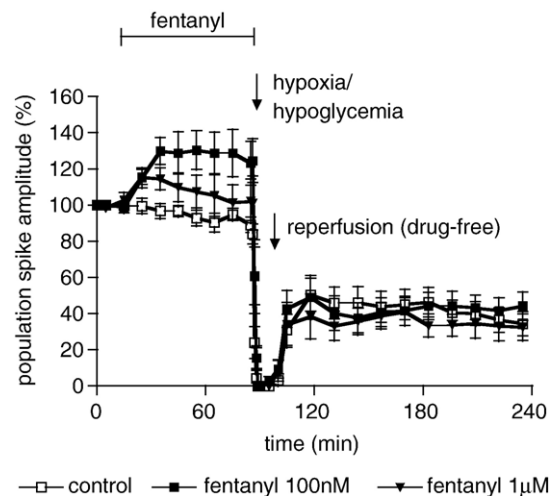 fentanyl
hypoxia/
hypoglycemia
reperfusion (drug-free)
population spike amplitude (%)
160
140
120
100
80
60
40
20
0
0 60 120 180 240
time (min)
control fentanyl 100nM fentanyl 1μM